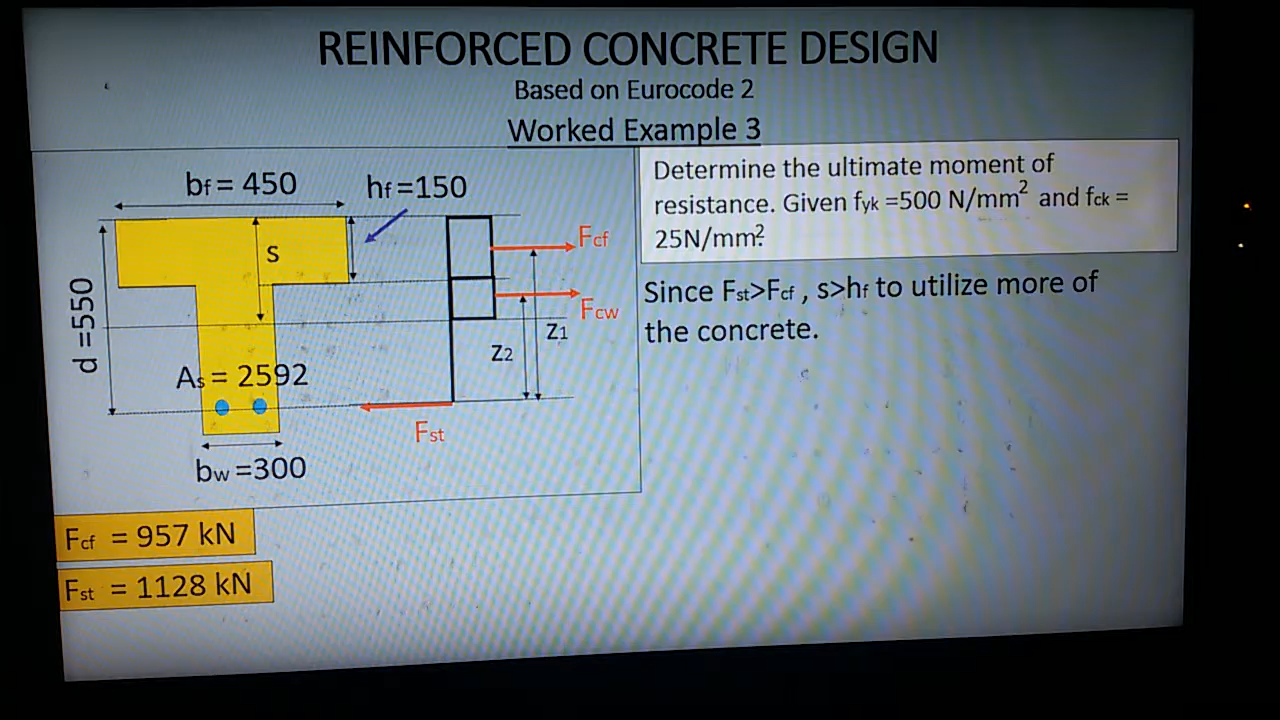 REINFORCED CONCRETE DESIGN
Based on Eurocode 2
Worked Example 3
bf = 450
hf =150
s
d =550
As = 2592
bw =300
Fcf
Fcw
z1
z2
Fst
Determine the ultimate moment of
resistance. Given fyk =500 N/mm² and fck =
25N/mm².
Since Fst>Fcf , s>hf to utilize more of
the concrete.
Fcf = 957 kN
Fst = 1128 kN